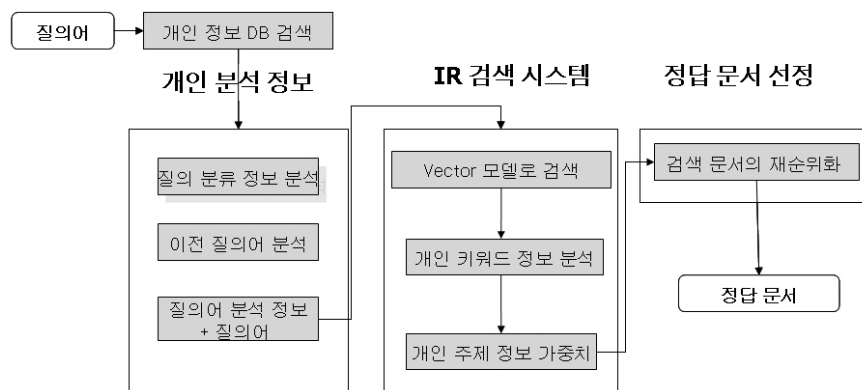 질의어
개인 정보 DB 검색
개인 분석 정보
IR 검색 시스템
정답 문서 선정
질의 분류 정보 분석
이전 질의어 분석
질의어 분석 정보
+ 질의어
Vector 모델로 검색
개인 키워드 정보 분석
개인 주제 정보 가중치
검색 문서의 재순위화
정답 문서